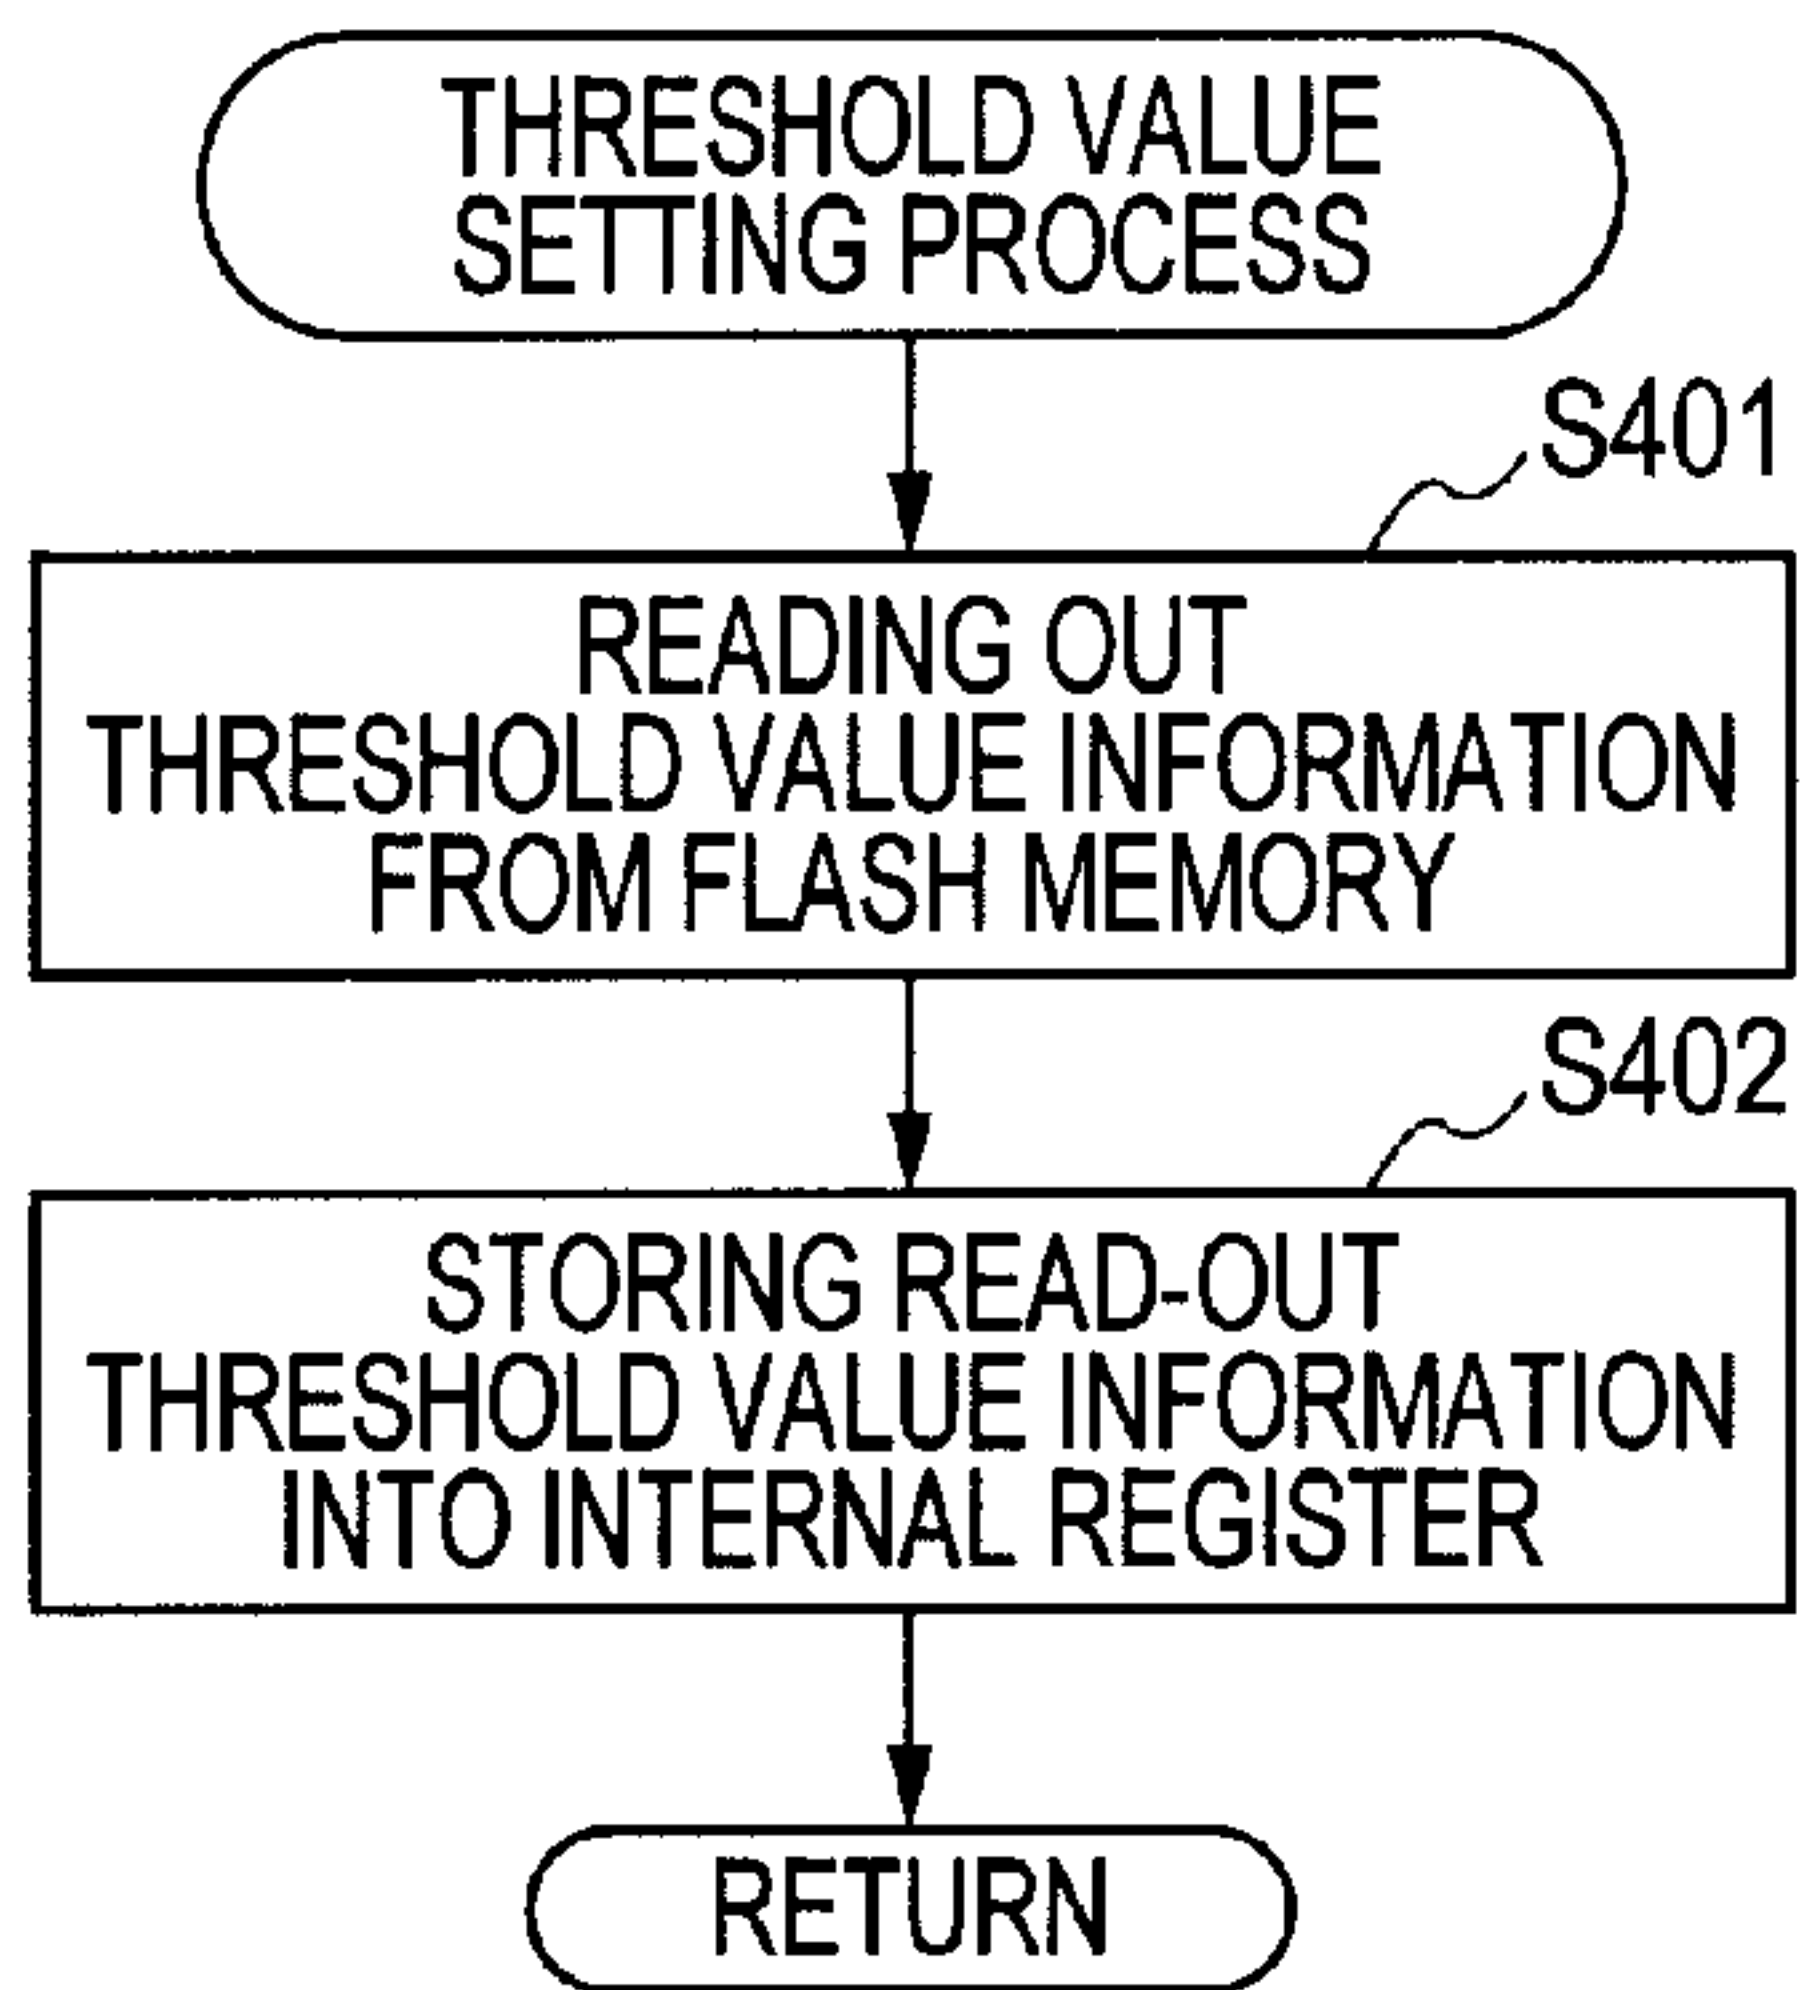 THRESHOLD VALUE
SETTING PROCESS
S401
READING OUT
THRESHOLD VALUE INFORMATION
FROM FLASH MEMORY
S402
STORING READ-OUT
THRESHOLD VALUE INFORMATION
INTO INTERNAL REGISTER
RETURN